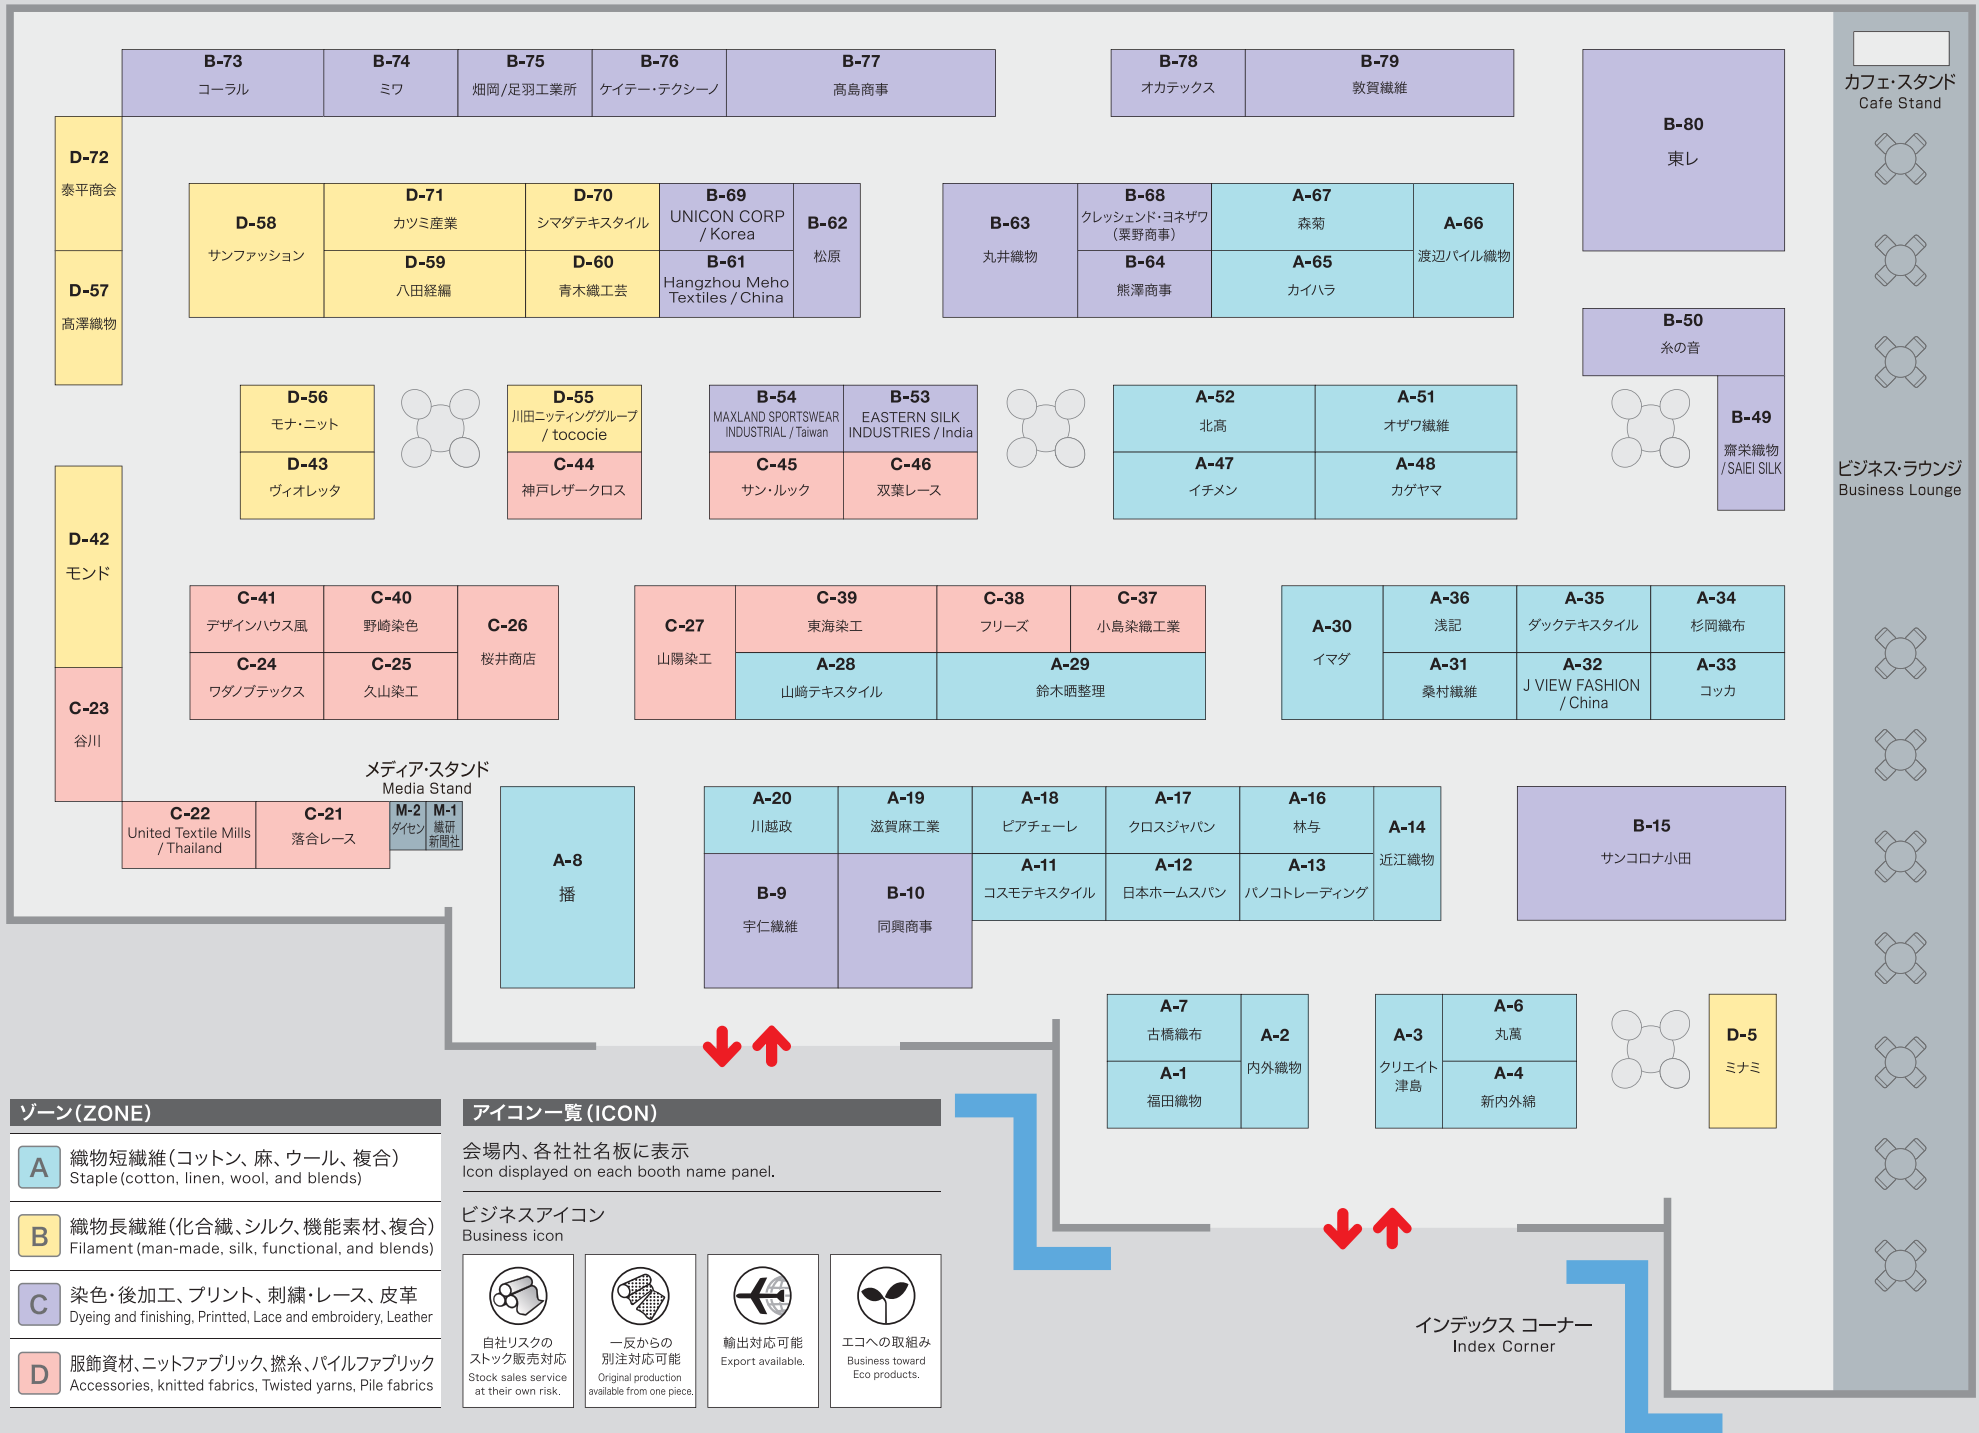 B-73
コーラル
B-74
ミワ
B-75
畑岡/足羽工業所
B-76
ケイテー・テクシーノ
B-77
髙島商事
B-78
オカテックス
B-79
敦賀繊維
B-80
東レ
カフェ・スタンド
Cafe Stand
D-72
泰平商会
D-57
髙澤織物
D-58
サンファッション
D-71
カツミ産業
D-70
シマダテキスタイル
B-69
UNICON CORP
/ Korea
B-62
松原
D-59
八田経編
D-60
青木織工芸
B-61
Hangzhou Meho
Textiles / China
B-63
丸井織物
B-68
クレッシェンド・ヨネザワ
(粟野商事)
A-67
森菊
A-66
渡辺パイル織物
B-64
熊澤商事
A-65
カイハラ
B-50
糸の音
B-49
齋栄織物
/ SAIEI SILK
D-56
モナ・ニット
D-43
ヴィオレッタ
D-55
川田ニッティンググループ
/ tococie
C-44
神戸レザークロス
B-54
MAXLAND SPORTSWEAR
INDUSTRIAL / Taiwan
B-53
EASTERN SILK
INDUSTRIES / India
C-45
サン・ルック
C-46
双葉レース
A-52
北髙
A-51
オザワ繊維
A-47
イチメン
A-48
カゲヤマ
ビジネス・ラウンジ
Business Lounge
D-42
モンド
C-23
谷川
C-41
デザインハウス風
C-40
野崎染色
C-26
桜井商店
C-24
ワダノブテックス
C-25
久山染工
C-27
山陽染工
C-39
東海染工
C-38
フリーズ
C-37
小島染織工業
A-28
山﨑テキスタイル
A-29
鈴木晒整理
A-30
イマダ
A-36
浅記
A-35
ダックテキスタイル
A-34
杉岡織布
A-31
桑村繊維
A-32
J VIEW FASHION
/ China
A-33
コッカ
メディア・スタンド
Media Stand
C-22
United Textile Mills
/ Thailand
C-21
落合レース
M-2
ダイセン
M-1
繊研
新聞社
A-8
播
A-20
川越政
A-19
滋賀麻工業
A-18
ピアチェーレ
A-17
クロスジャパン
A-16
林与
A-14
近江織物
B-9
宇仁繊維
B-10
同興商事
A-11
コスモテキスタイル
A-12
日本ホームスパン
A-13
パノコトレーディング
B-15
サンコロナ小田
A-7
古橋織布
A-2
内外織物
A-1
福田織物
A-3
クリエイト
津島
A-6
丸萬
A-4
新内外綿
D-5
ミナミ
ゾーン(ZONE)
A
織物短繊維(コットン、麻、ウール、複合)
Staple (cotton, linen, wool, and blends)
B
織物長繊維(化合繊、シルク、機能素材、複合)
Filament (man-made, silk, functional, and blends)
C
染色・後加工、プリント、刺繍・レース、皮革
Dyeing and finishing, Printted, Lace and embroidery, Leather
D
服飾資材、ニットファブリック、撚糸、パイルファブリック
Accessories, knitted fabrics, Twisted yarns, Pile fabrics
アイコン一覧(ICON)
会場内、各社社名板に表示
Icon displayed on each booth name panel.
ビジネスアイコン
Business icon
自社リスクの
ストック販売対応
Stock sales service
at their own risk.
一反からの
別注対応可能
Original production
available from one piece.
輸出対応可能
Export available.
エコへの取組み
Business toward
Eco products.
インデックス コーナー
Index Corner